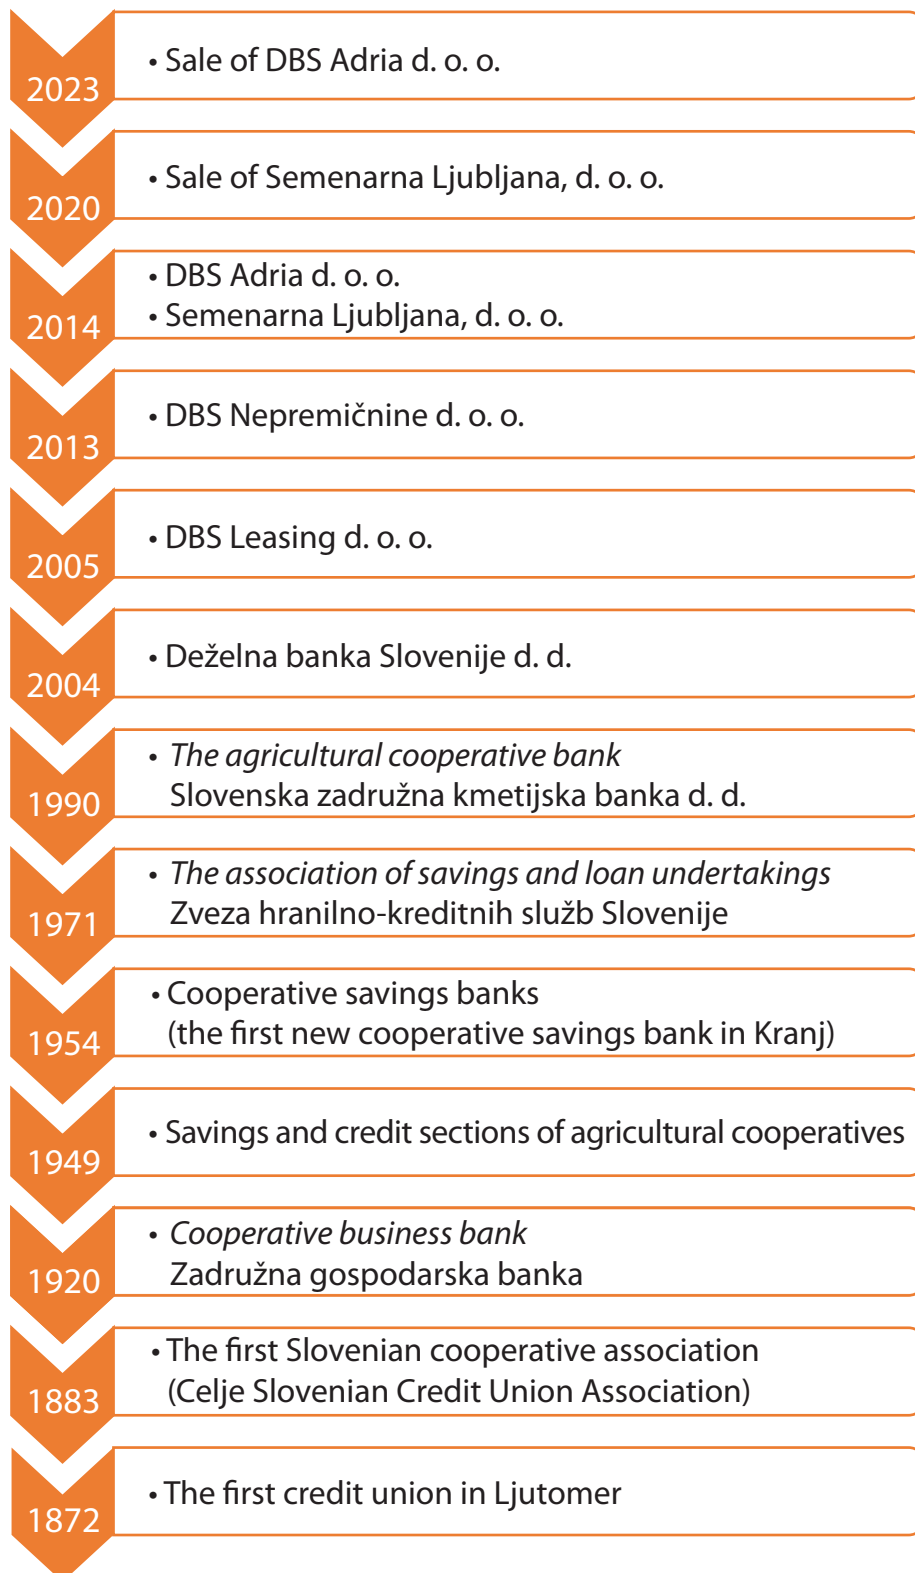 2023
• Sale of DBS Adria d. o. o.
2020
• Sale of Semenarna Ljubljana, d. o. o.
2014
• DBS Adria d. o. o.
• Semenarna Ljubljana, d. o. o.
2013
• DBS Nepremičnine d. o. o.
2005
• DBS Leasing d. o. o.
2004
• Deželna banka Slovenije d. d.
1990
• The agricultural cooperative bank
Slovenska zadružna kmetijska banka d. d.
1971
• The association of savings and loan undertakings
Zveza hranilno-kreditnih služb Slovenije
1954
• Cooperative savings banks
(the first new cooperative savings bank in Kranj)
1949
• Savings and credit sections of agricultural cooperatives
1920
• Cooperative business bank
Zadružna gospodarska banka
1883
• The first Slovenian cooperative association
(Celje Slovenian Credit Union Association)
1872
• The first credit union in Ljutomer